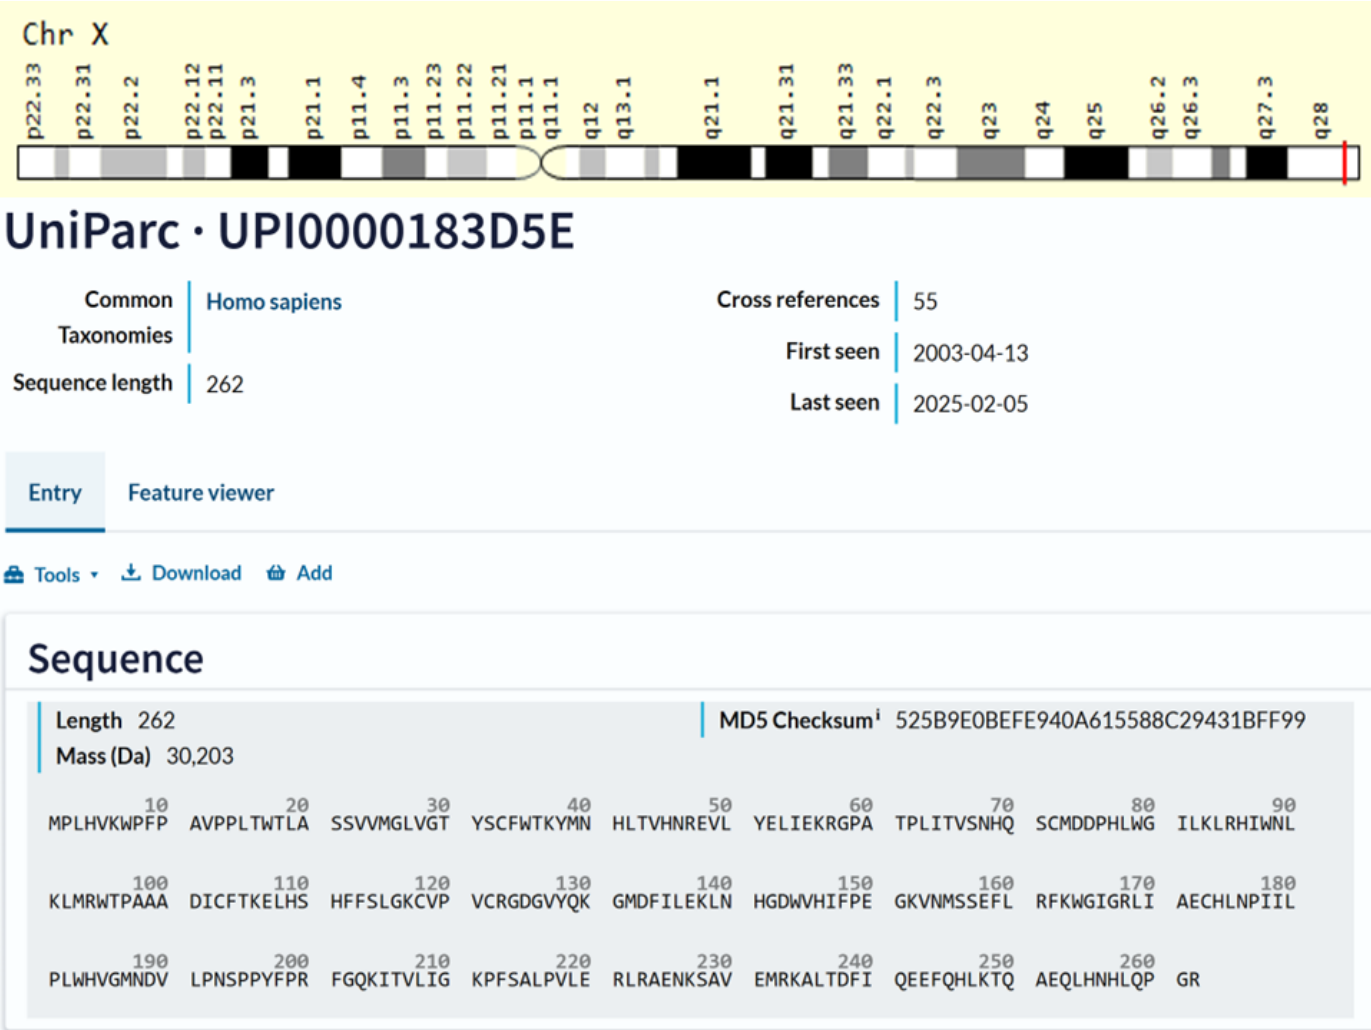 Chr X
p22.33 p22.31 p22.2 p22.12 p22.11 p21.3 p21.1 p11.4 p11.3 p11.23 p11.22 p11.21 p11.1 q11.1 q12 q13.1 q21.1 q21.31 q21.33 q22.1 q22.3 q23 q24 q25 q26.2 q26.3 q27.3 q28
UniParc · UPI0000183D5E
Common Taxonomies Homo sapiens
Sequence length 262
Cross references 55
First seen 2003-04-13
Last seen 2025-02-05
Entry Feature viewer
Tools Download Add
Sequence
Length 262
Mass (Da) 30,203
MD5 Checksum i 525B9E0BEFE940A615588C29431BFF99
10 20 30 40 50 60 70 80 90
MPLHVKWPFP AVPPLTWTLA SSVVMGLVGT YSCFWTKYMN HLTVHNREVL YELIEKRGPA TPLITVSNHQ SCMDDPHLWG ILKLRHIWNL
100 110 120 130 140 150 160 170 180
KLMRWTPAAA DICFTKELHS HFFSLGKCVP VCRGDGVYQK GMDFILEKLN HGDWVHIFPE GKVNMSSEFL RFKWGIGRLI AECHLNPIIL
190 200 210 220 230 240 250 260
PLWHVGMNDV LPNSPPYFPR FGQKITVLIG KPFSALPVLE RLRAENKSAV EMRKALTDFI QEEFQHLKTQ AEQLHNHLQP GR